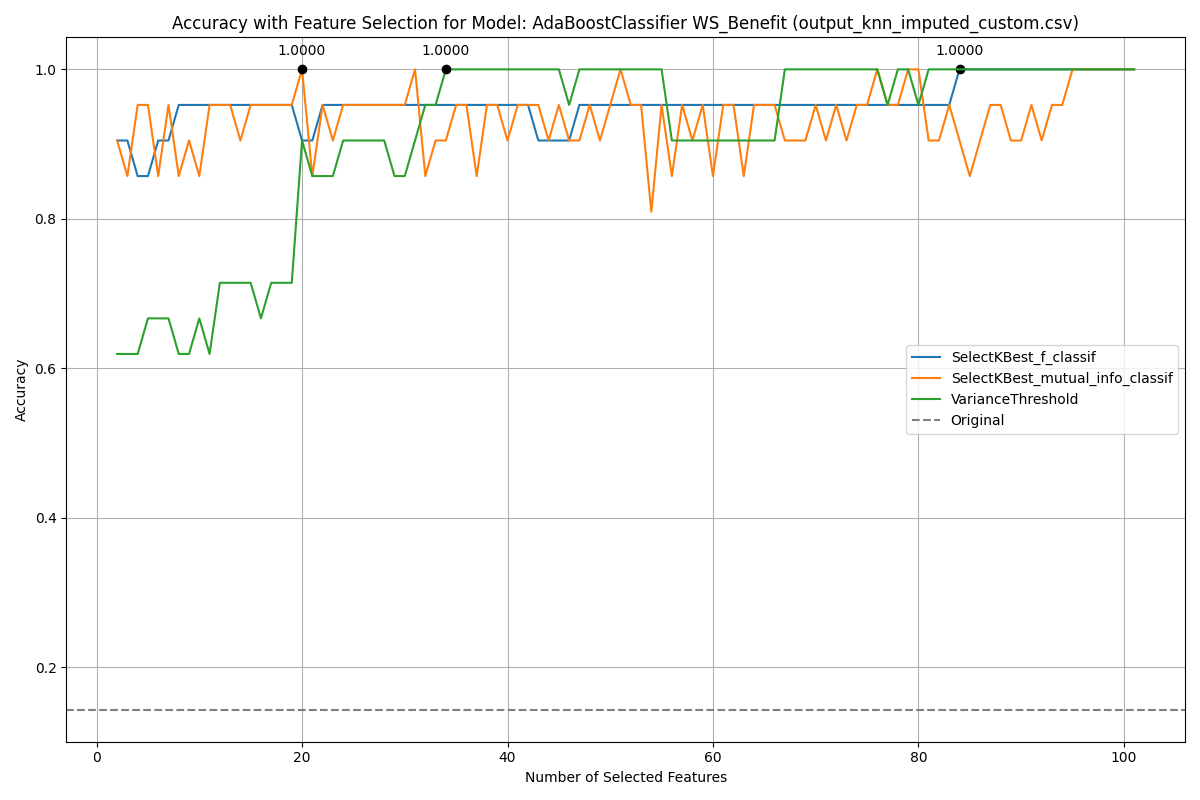 Accuracy with Feature Selection for Model: AdaBoostClassifier WS_Benefit (output_knn_imputed_custom.csv)
1.0000 1.0000 1.0000
1.0
0.8
0.6
0.4
0.2
Accuracy
SelectKBest_f_classif
SelectKBest_mutual_info_classif
VarianceThreshold
Original
0 20 40 60 80 100
Number of Selected Features